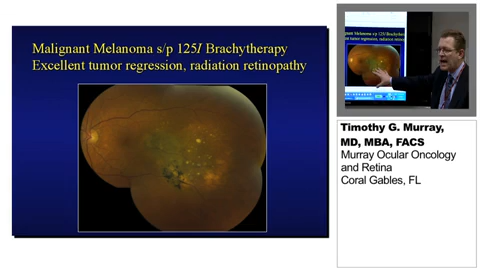 Malignant Melanoma s/p 125I Brachytherapy
Excellent tumor regression, radiation retinopathy
Timothy G. Murray,
MD, MBA, FACS
Murray Ocular Oncology
and Retina
Coral Gables, FL